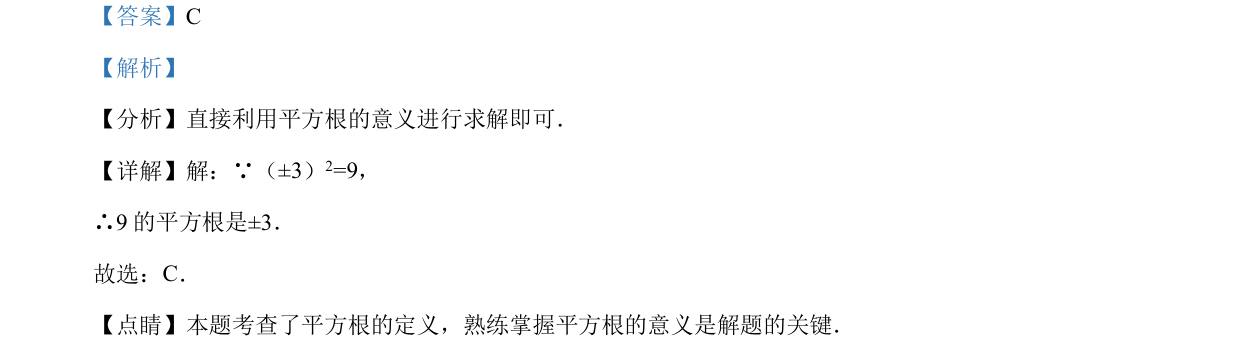 【答案】C
【解析】
【分析】直接利用平方根的意义进行求解即可．
【详解】解：∵（±3）²=9，
∴9 的平方根是±3．
故选：C．
【点睛】本题考查了平方根的定义，熟练掌握平方根的意义是解题的关键．